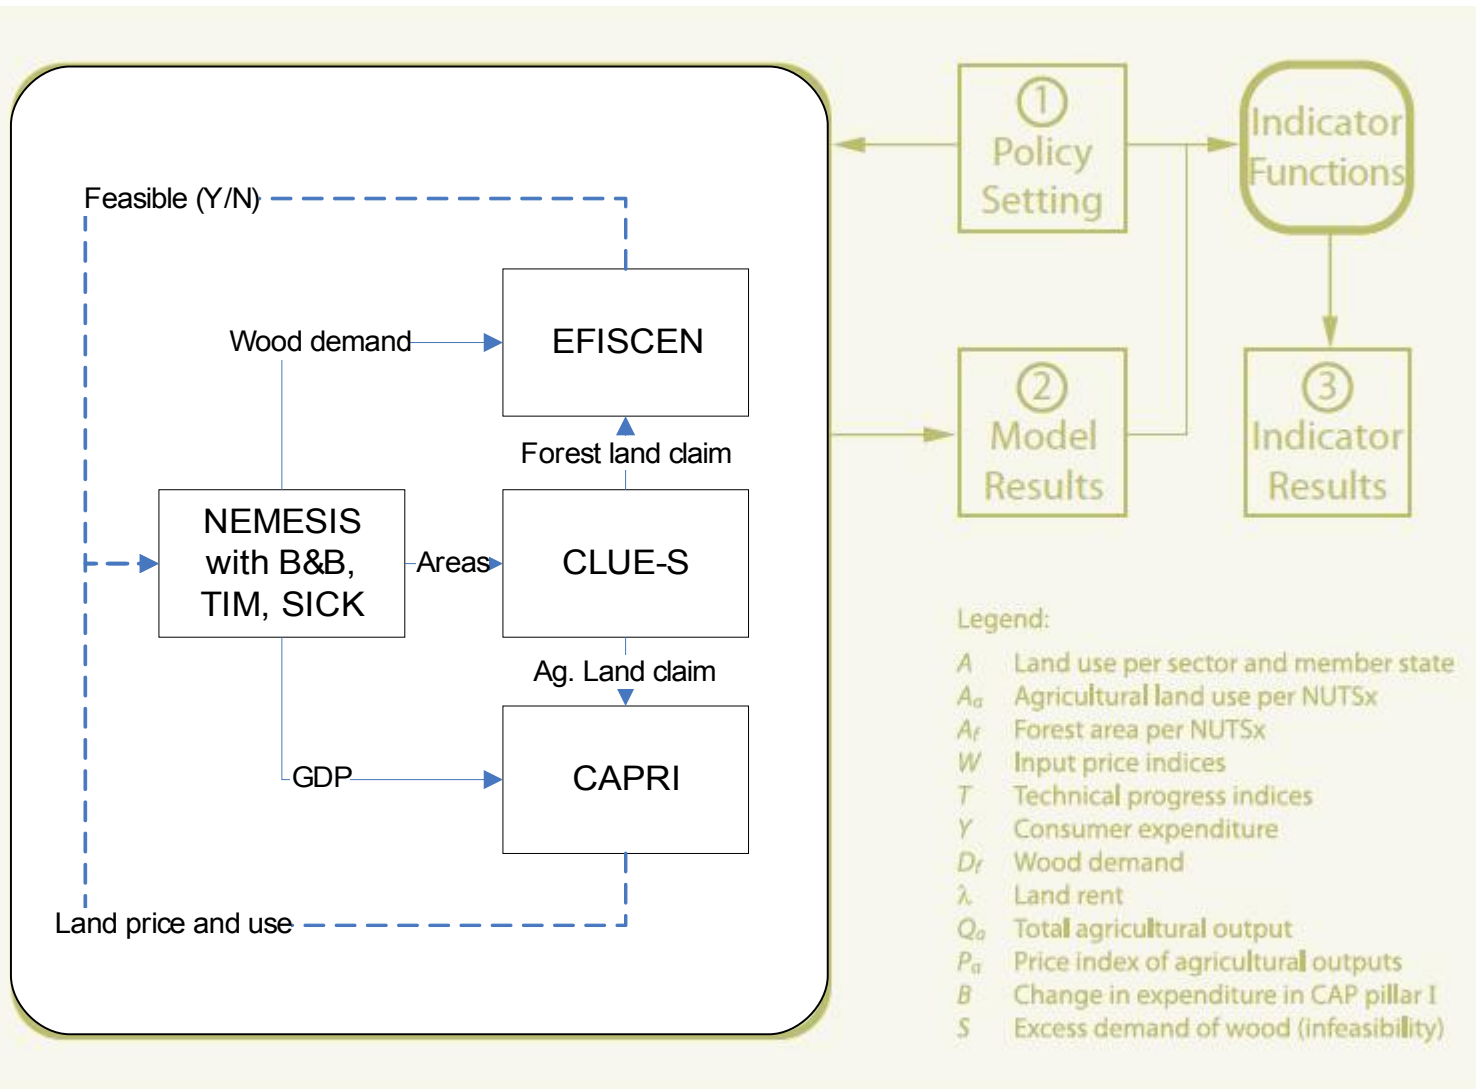 Feasible (Y/N)
Wood demand
EFISCEN
Forest land claim
NEMESIS
with B&B,
TIM, SICK
Areas
CLUE-S
Ag. Land claim
GDP
CAPRI
Land price and use
1
Policy
Setting
Indicator
Functions
2
Model
Results
3
Indicator
Results
Legend:
A Land use per sector and member state
Aa Agricultural land use per NUTSx
Af Forest area per NUTSx
W Input price indices
T Technical progress indices
Y Consumer expenditure
Df Wood demand
λ Land rent
Qa Total agricultural output
Pa Price index of agricultural outputs
B Change in expenditure in CAP pillar I
S Excess demand of wood (infeasibility)